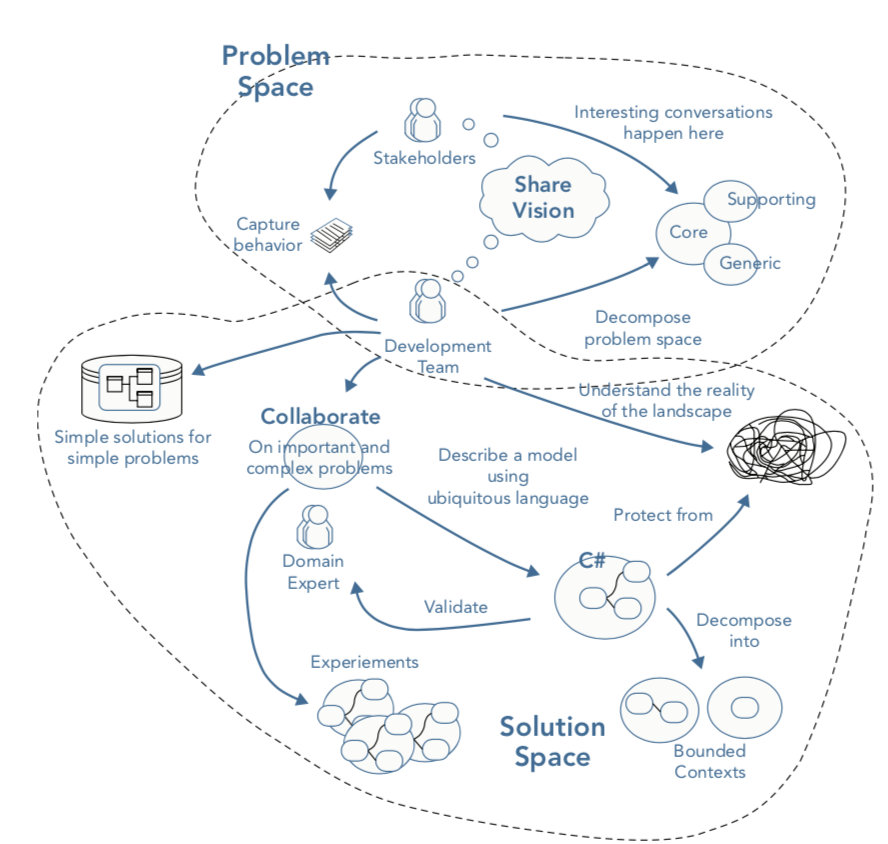 Problem
Space
Interesting conversations
happen here
Stakeholders
Share
Vision
Supporting
Core
Generic
Capture
behavior
Decompose
problem space
Development
Team
Understand the reality
of the landscape
Simple solutions for
simple problems
Collaborate
On important and
complex problems
Describe a model
using
ubiquitous language
Protect from
C#
Domain
Expert
Validate
Decompose
into
Experiements
Solution
Space
Bounded
Contexts